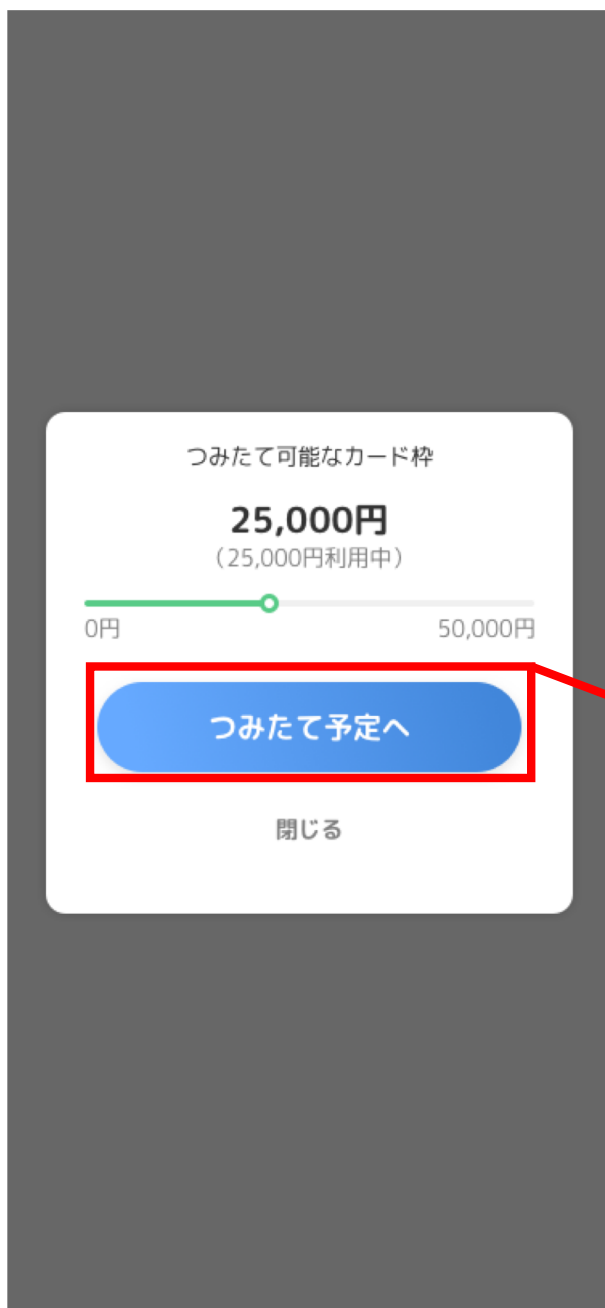 つみたて可能なカード枠
25,000円
（25,000円利用中）
0円
50,000円
つみたて予定へ
閉じる